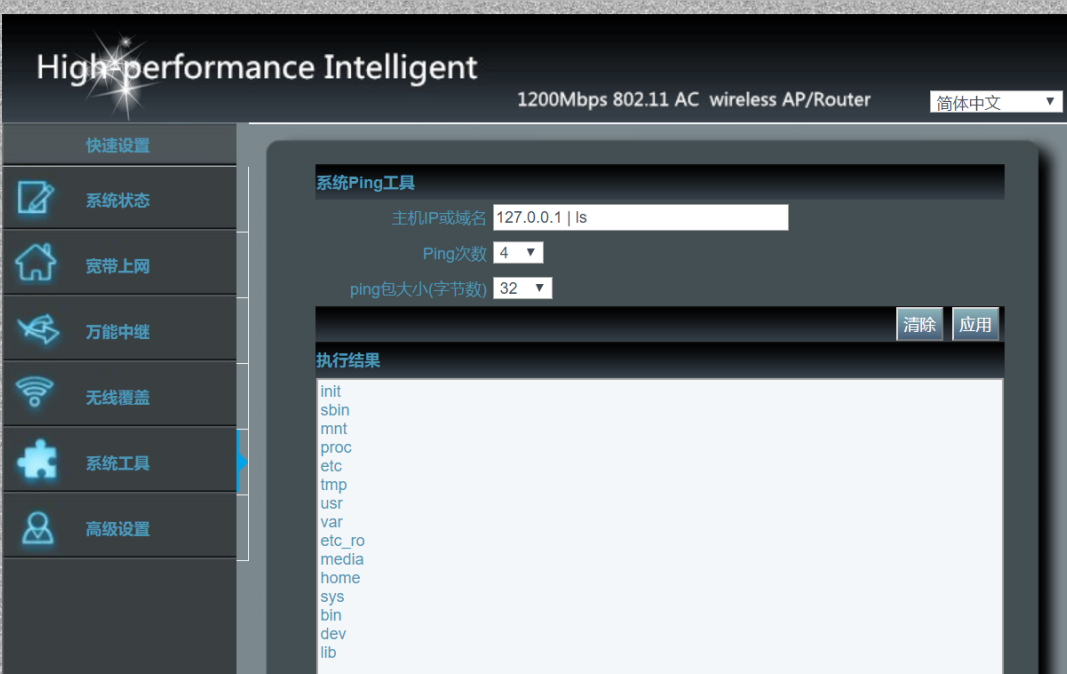 High-performance Intelligent
1200Mbps 802.11 AC wireless AP/Router
简体中文
快速设置
系统状态
宽带上网
万能中继
无线覆盖
系统工具
高级设置
系统Ping工具
主机IP或域名 127.0.0.1 | ls
Ping次数 4
ping包大小(字节数) 32
清除 应用
执行结果
init
sbin
mnt
proc
etc
tmp
usr
var
etc_ro
media
home
sys
bin
dev
lib